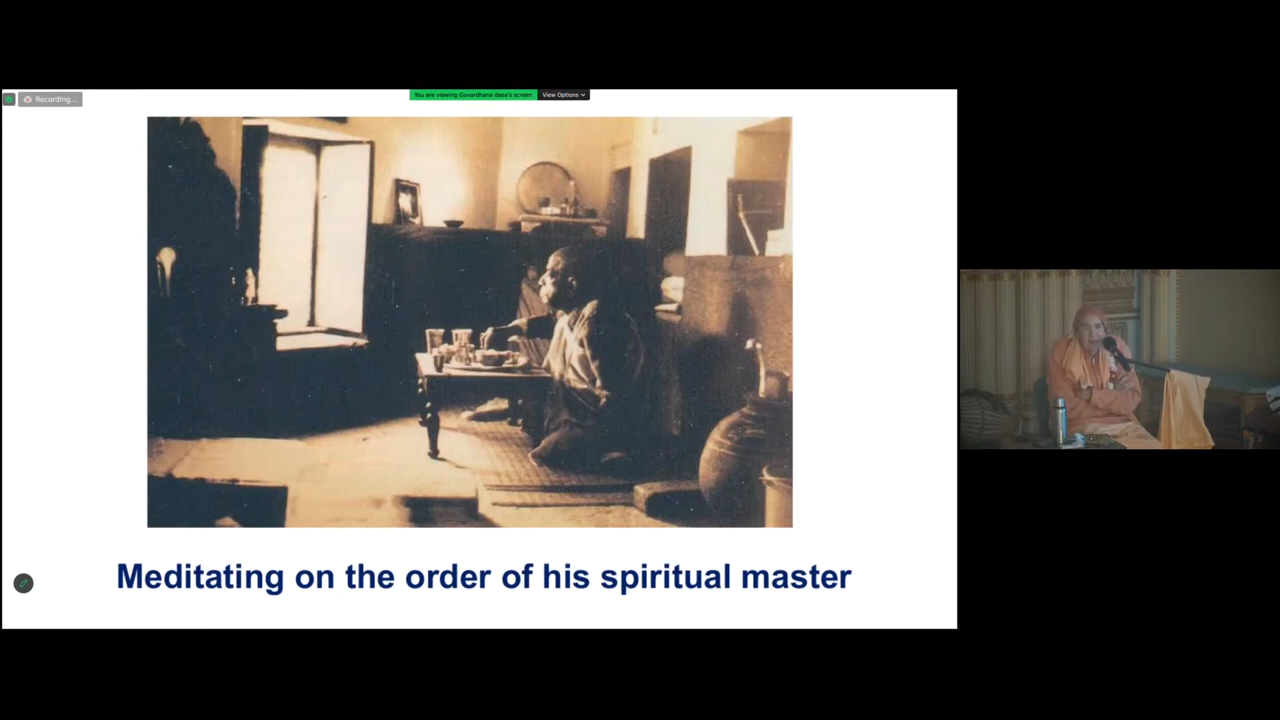 Recording...
You are viewing Govardhana dasa's screen
View Options
Meditating on the order of his spiritual master